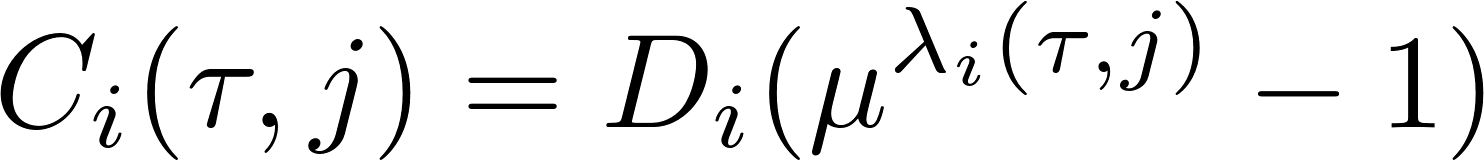 $C_i(\tau, j) = D_i(\mu^{\lambda_i(\tau, j)} - 1)$